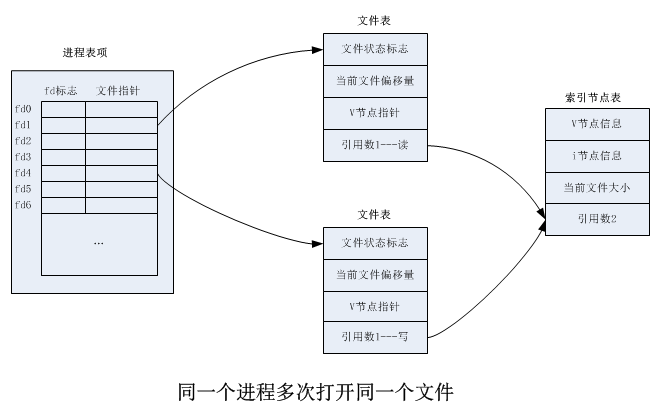 进程表项
fd标志 文件指针
fd0
fd1
fd2
fd3
fd4
fd5
fd6
...
文件表
文件状态标志
当前文件偏移量
V节点指针
引用数1---读
文件表
文件状态标志
当前文件偏移量
V节点指针
引用数1---写
索引节点表
V节点信息
i节点信息
当前文件大小
引用数2
同一个进程多次打开同一个文件